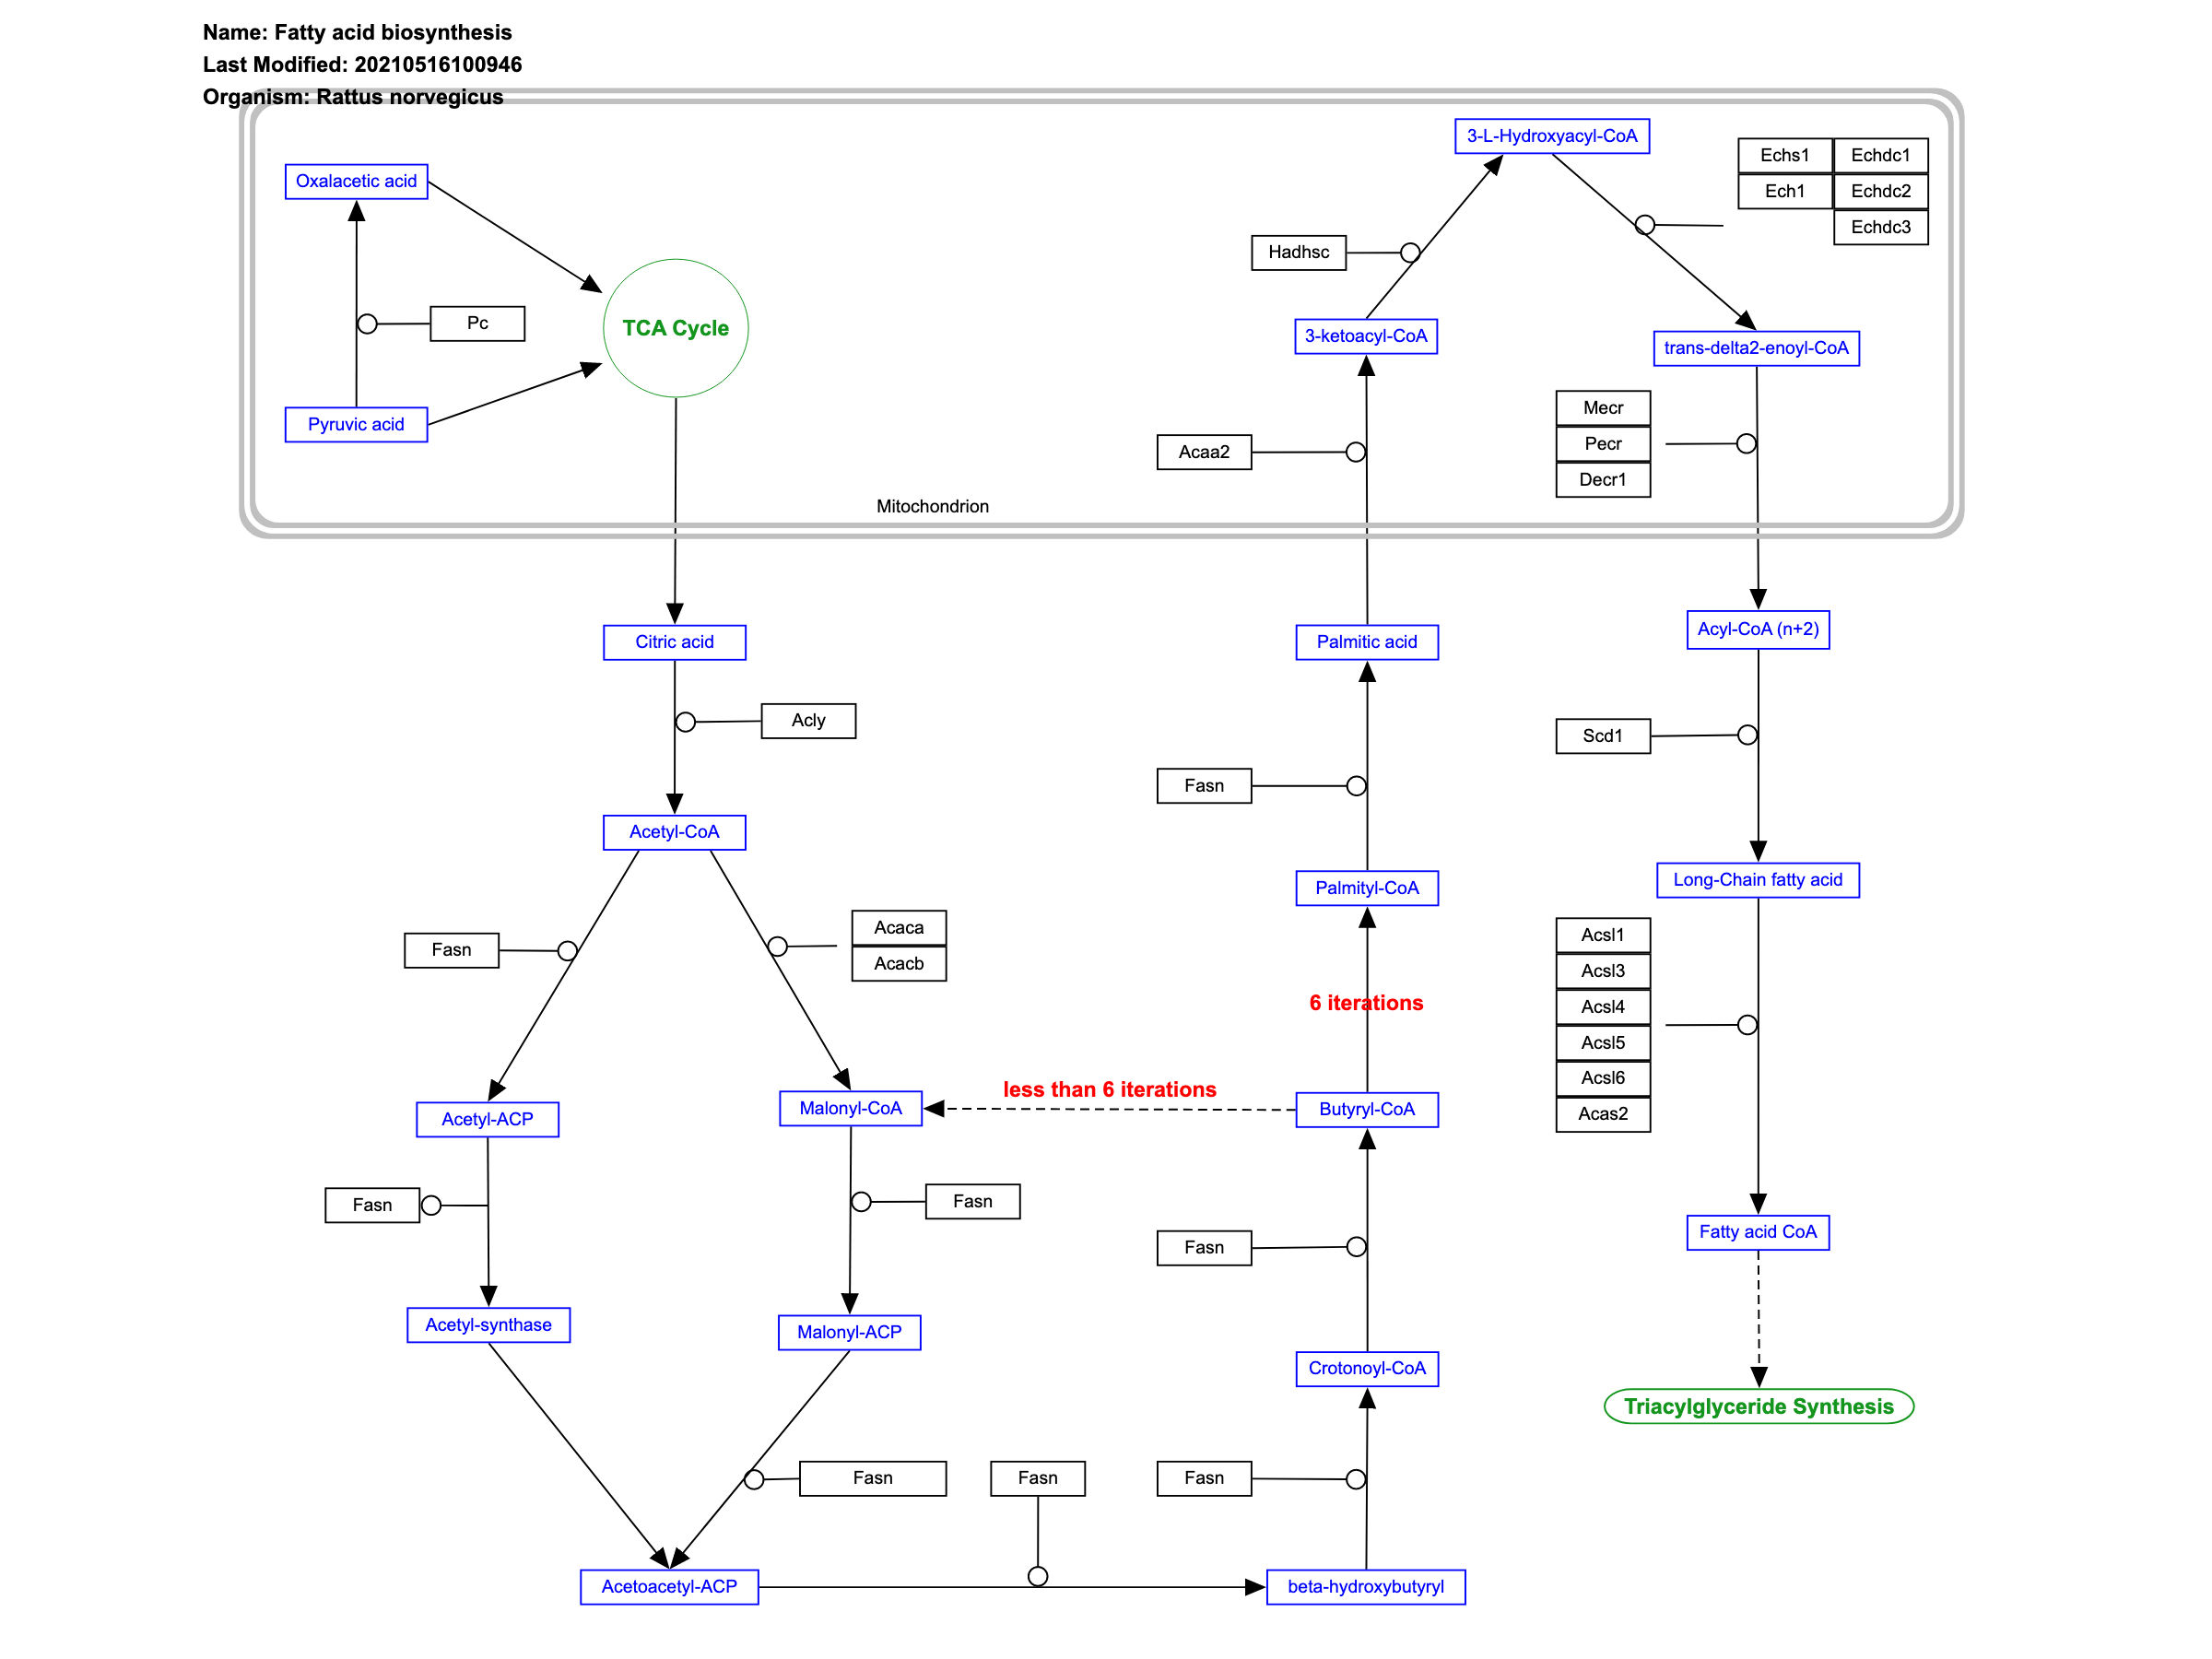 Name: Fatty acid biosynthesis
Last Modified: 20210516100946
Organism: Rattus norvegicus
3-L-Hydroxyacyl-CoA
Echs1
Echdc1
Oxalacetic acid
Ech1
Echdc2
Echdc3
Hadhsc
Pc
TCA Cycle
3-ketoacyl-CoA
trans-delta2-enoyl-CoA
Pyruvic acid
Mecr
Acaa2
Pecr
Decr1
Mitochondrion
Citric acid
Palmitic acid
Acyl-CoA (n+2)
Acly
Scd1
Fasn
Acetyl-CoA
Palmityl-CoA
Long-Chain fatty acid
Fasn
Acaca
Acacb
Acsl1
Acsl3
6 iterations
Acsl4
Acsl5
Acsl6
Acas2
less than 6 iterations
Acetyl-ACP
Malonyl-CoA
Butyryl-CoA
Fasn
Fasn
Fasn
Fatty acid CoA
Acetyl-synthase
Malonyl-ACP
Crotonoyl-CoA
Triacylglyceride Synthesis
Fasn
Fasn
Fasn
Acetoacetyl-ACP
beta-hydroxybutyryl